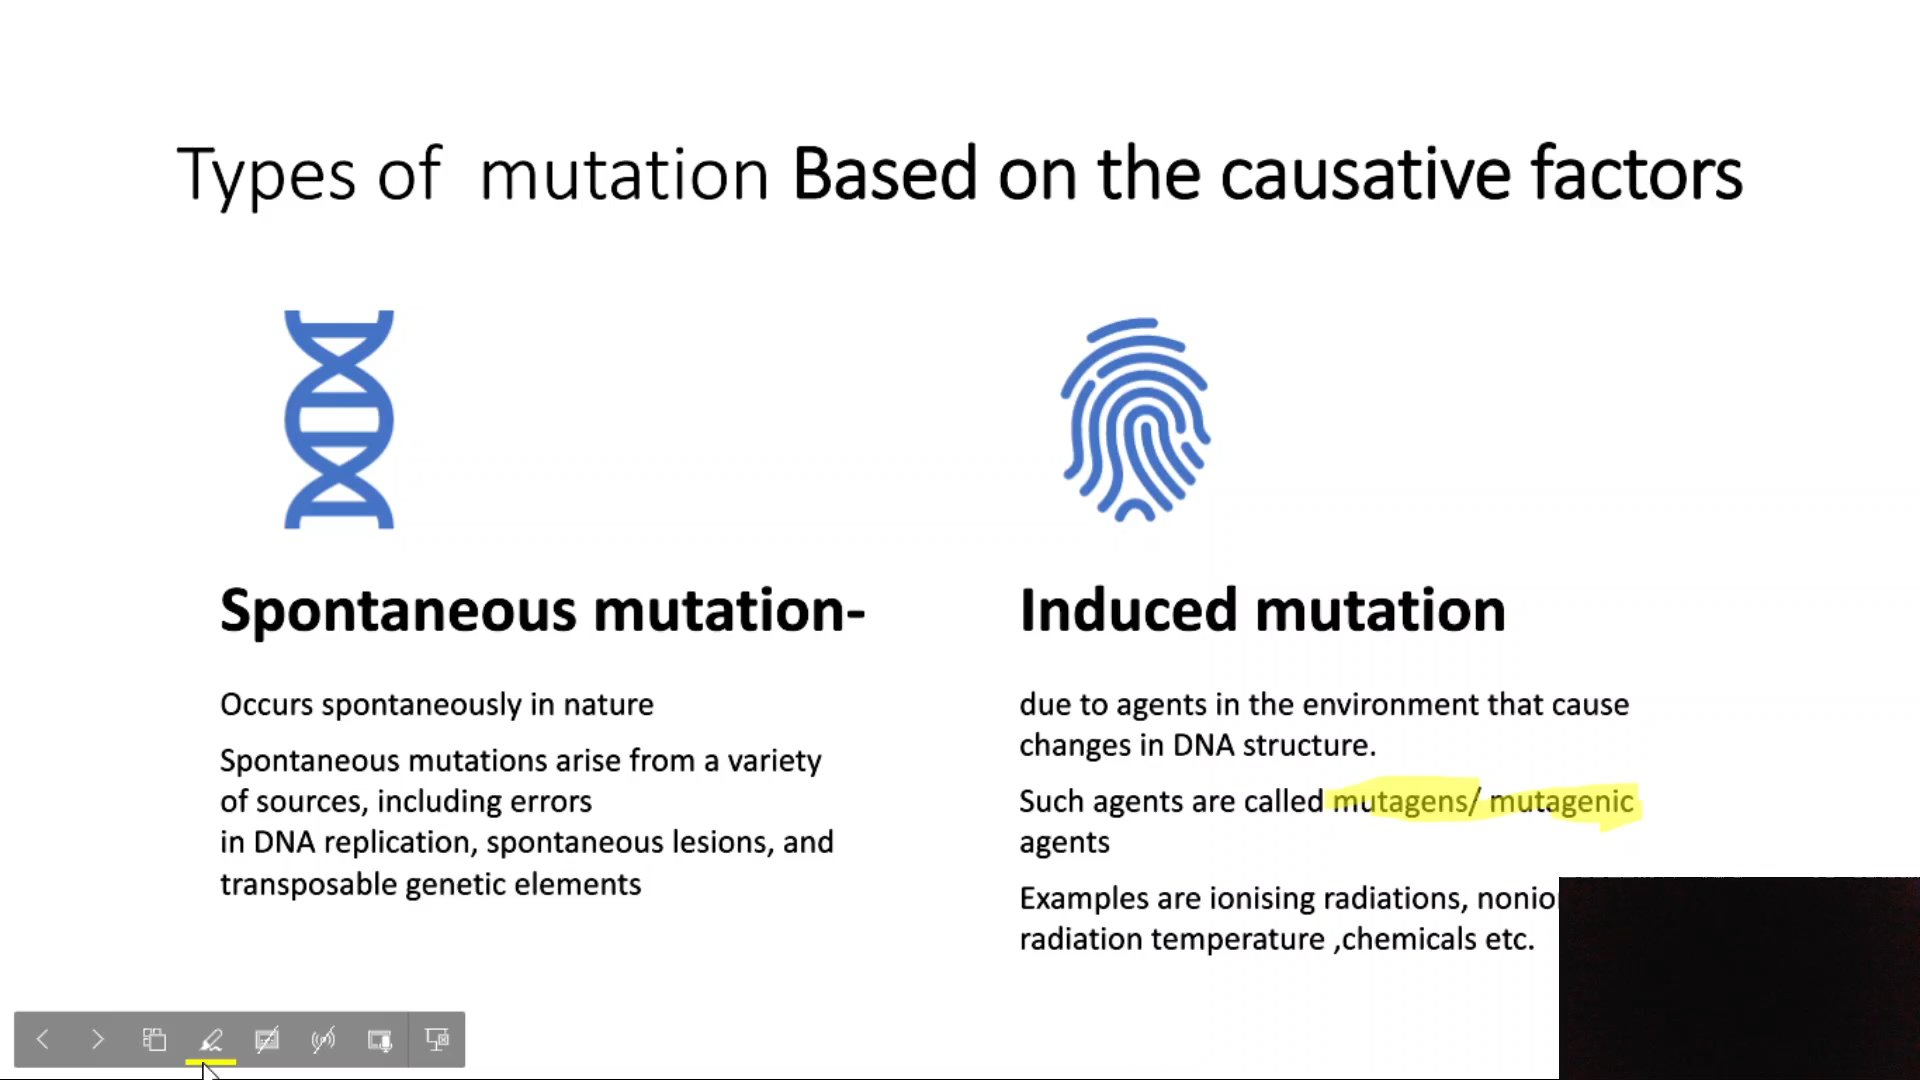 Types of mutation Based on the causative factors
Spontaneous mutation-
Occurs spontaneously in nature
Spontaneous mutations arise from a variety
of sources, including errors
in DNA replication, spontaneous lesions, and
transposable genetic elements
Induced mutation
due to agents in the environment that cause
changes in DNA structure.
Such agents are called mutagens/ mutagenic
agents
Examples are ionising radiations,
radiation temperature ,chemicals etc.